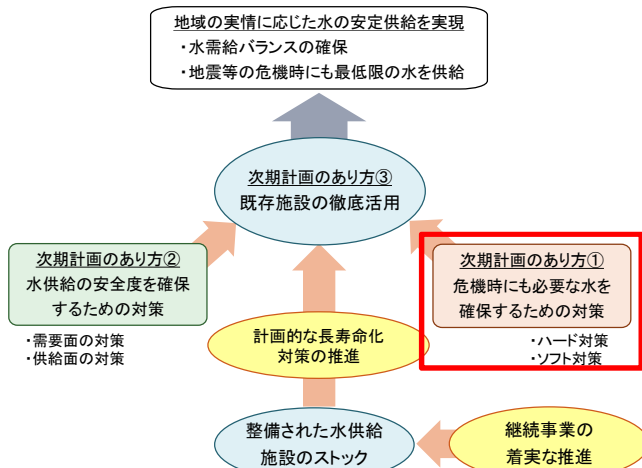 地域の実情に応じた水の安定供給を実現
・水需給バランスの確保
・地震等の危機時にも最低限の水を供給
次期計画のあり方③
既存施設の徹底活用
次期計画のあり方②
水供給の安全度を確保
するための対策
・需要面の対策
・供給面の対策
次期計画のあり方①
危機時にも必要な水を
確保するための対策
・ハード対策
・ソフト対策
計画的な長寿命化
対策の推進
整備された水供給
施設のストック
継続事業の
着実な推進